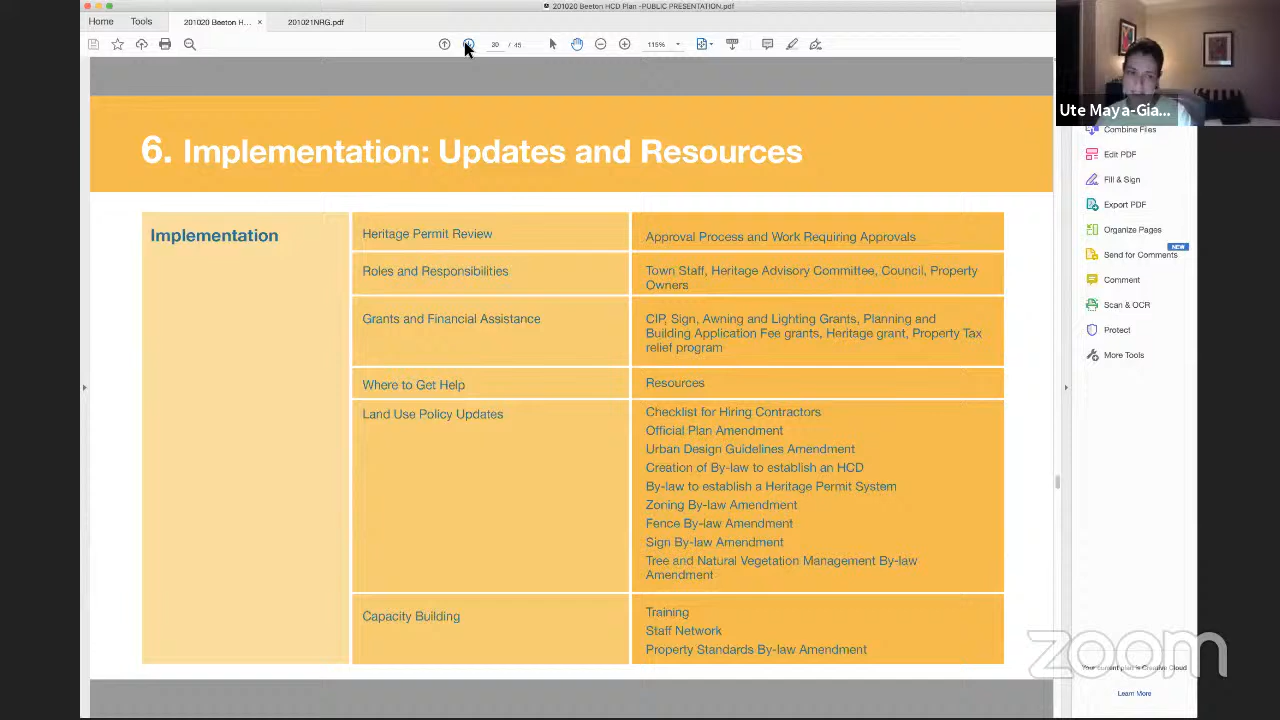 201020 Beeton HCD Plan -PUBLIC PRESENTATION.pdf
Home
Tools
201020 Beeton H... ×
201021NRG.pdf
30 / 45
115%
Ute Maya-Gia...
Combine Files
Edit PDF
Fill & Sign
Export PDF
Organize Pages
NEW
Send for Comments
Comment
Scan & OCR
Protect
More Tools
6. Implementation: Updates and Resources
Implementation
Heritage Permit Review
Approval Process and Work Requiring Approvals
Roles and Responsibilities
Town Staff, Heritage Advisory Committee, Council, Property
Owners
Grants and Financial Assistance
CIP, Sign, Awning and Lighting Grants, Planning and
Building Application Fee grants, Heritage grant, Property Tax
relief program
Where to Get Help
Resources
Land Use Policy Updates
Checklist for Hiring Contractors
Official Plan Amendment
Urban Design Guidelines Amendment
Creation of By-law to establish an HCD
By-law to establish a Heritage Permit System
Zoning By-law Amendment
Fence By-law Amendment
Sign By-law Amendment
Tree and Natural Vegetation Management By-law
Amendment
Capacity Building
Training
Staff Network
Property Standards By-law Amendment
zoom
Your current plan is Creative Cloud
Learn More